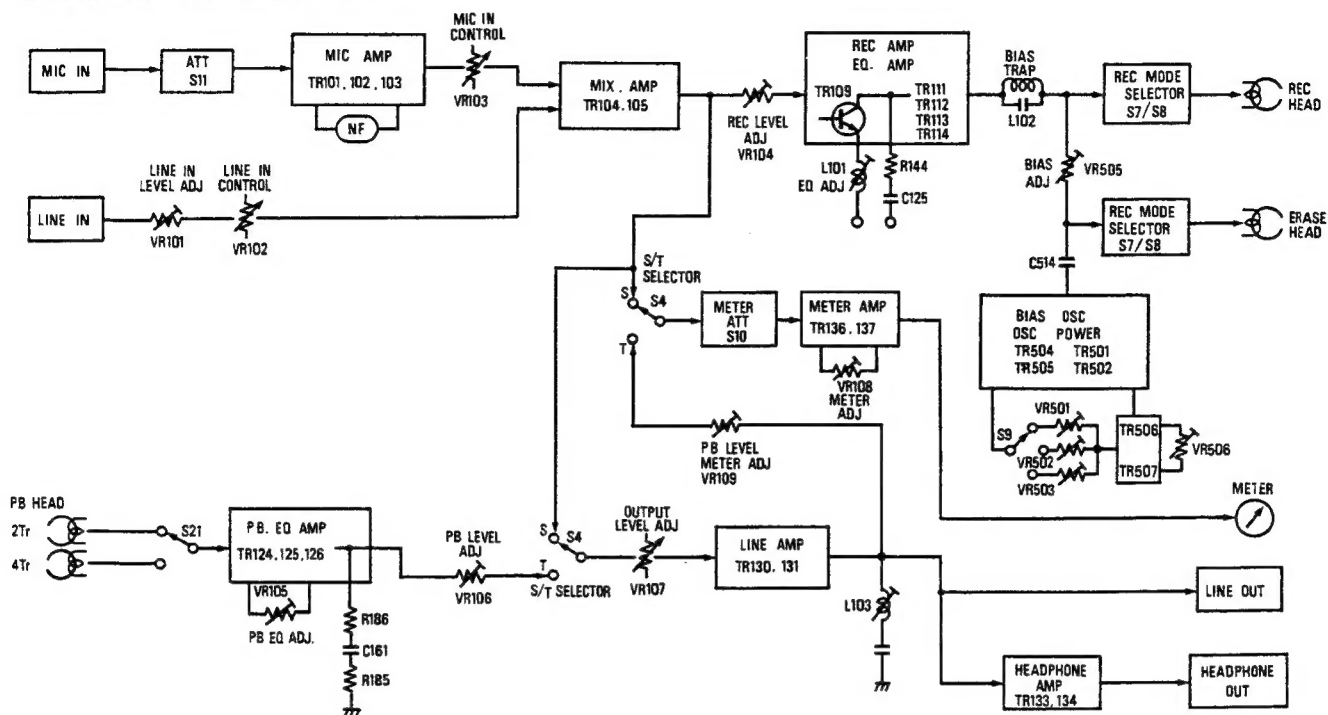 MIC IN
ATT
S11
MIC AMP
TR101, 102, 103
NF
MIC IN
CONTROL
VR103
MIX. AMP
TR104. 105
LINE IN
LINE IN
LEVEL ADJ
VR101
LINE IN
CONTROL
VR102
REC LEVEL
ADJ
VR104
REC AMP
EQ. AMP
TR109
TR111
TR112
TR113
TR114
L101
EQ ADJ
R144
C125
BIAS
TRAP
L102
REC MODE
SELECTOR
S7/S8
REC
HEAD
BIAS
ADJ
VR505
REC MODE
SELECTOR
S7/S8
ERASE
HEAD
C514
BIAS OSC
OSC POWER
TR504 TR501
TR505 TR502
S9
VR501
VR502
VR503
TR506
TR507
VR506
S/T
SELECTOR
S
S4
T
METER
ATT
S10
METER AMP
TR136. 137
VR108
METER
ADJ
PB LEVEL
METER ADJ
VR109
METER
PB HEAD
2Tr
4Tr
S21
PB. EQ AMP
TR124, 125, 126
VR105
PB EQ ADJ.
R186
C161
R185
PB LEVEL
ADJ
VR106
S
S4
T
S/T SELECTOR
OUTPUT
LEVEL ADJ
VR107
LINE AMP
TR130. 131
L103
LINE OUT
HEADPHONE
AMP
TR133, 134
HEADPHONE
OUT